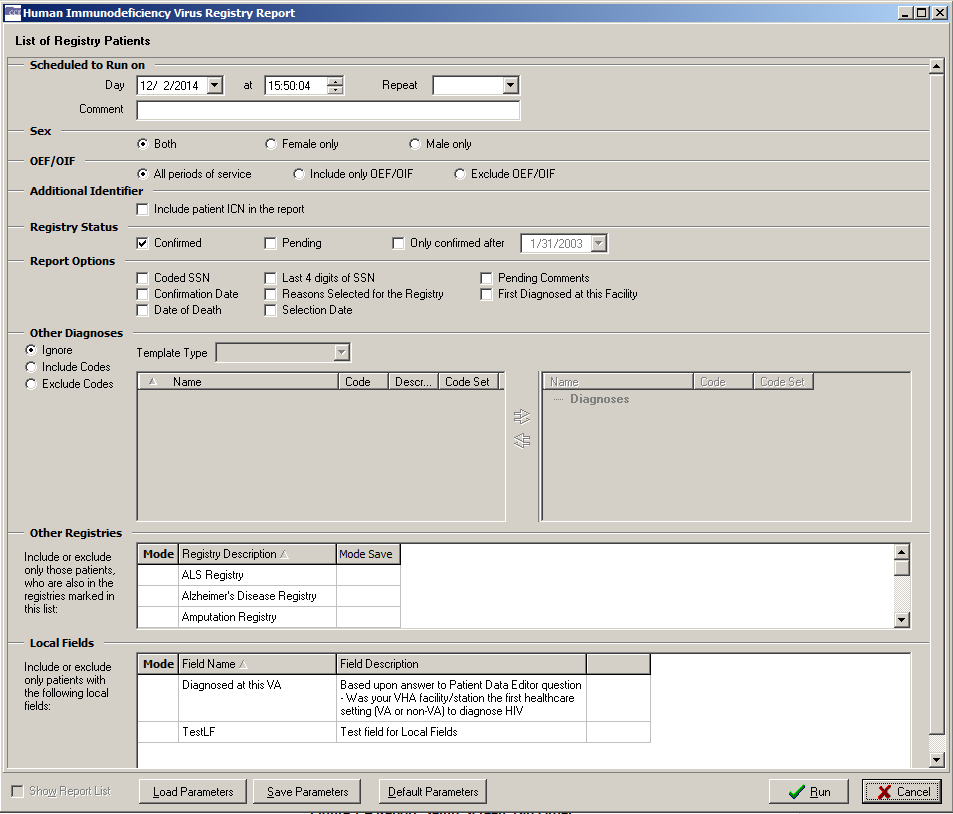 Human Immunodeficiency Virus Registry Report
List of Registry Patients
Scheduled to Run on
Day 12/ 2/2014 at 15:50:04 Repeat
Comment
Sex
Both Female only Male only
OEF/OIF
All periods of service Include only OEF/OIF Exclude OEF/OIF
Additional Identifier
Include patient ICN in the report
Registry Status
Confirmed Pending Only confirmed after 1/31/2003
Report Options
Coded SSN Last 4 digits of SSN Pending Comments
Confirmation Date Reasons Selected for the Registry First Diagnosed at this Facility
Date of Death Selection Date
Other Diagnoses
Ignore
Include Codes
Exclude Codes
Template Type
Name Code Descr... Code Set
Name Code Code Set
Diagnoses
Other Registries
Include or exclude
only those patients,
who are also in the
registries marked in
this list:
Mode Registry Description Mode Save
ALS Registry
Alzheimer's Disease Registry
Amputation Registry
Local Fields
Include or exclude
only patients with
the following local
fields:
Mode Field Name Field Description
Diagnosed at this VA
Based upon answer to Patient Data Editor question
- Was your VHA facility/station the first healthcare
setting (VA or non-VA) to diagnose HIV
TestLF Test field for Local Fields
Show Report List Load Parameters Save Parameters Default Parameters Run Cancel